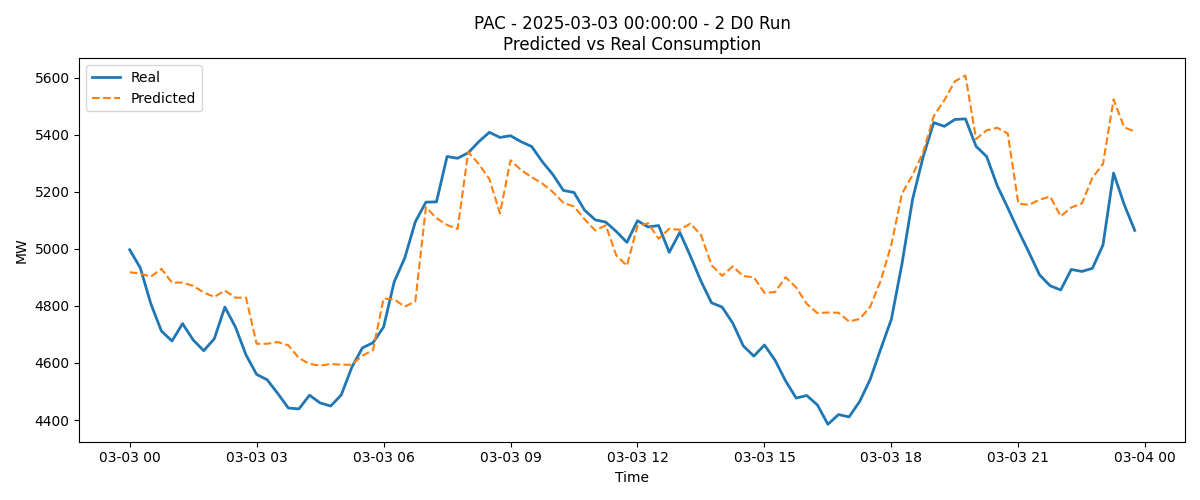 PAC - 2025-03-03 00:00:00 - 2 D0 Run
Predicted vs Real Consumption
Real
Predicted
5600
5400
5200
5000
4800
4600
4400
MW
03-03 00
03-03 03
03-03 06
03-03 09
03-03 12
03-03 15
03-03 18
03-03 21
03-04 00
Time